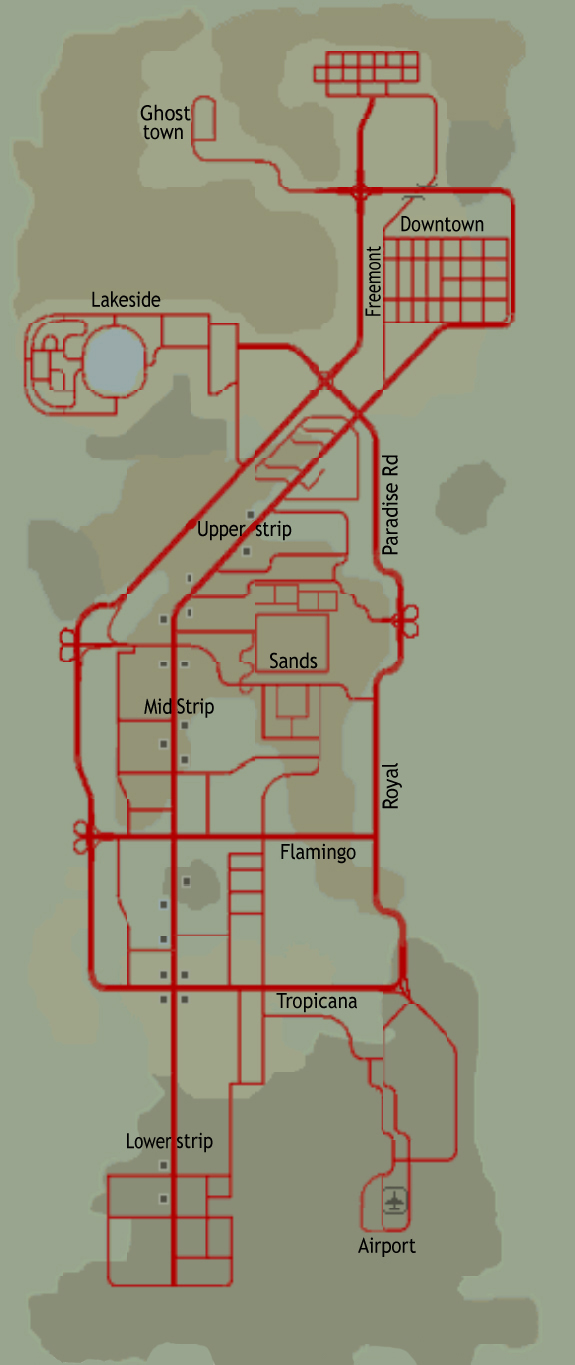 Ghost
town
Downtown
Freemont
Lakeside
Paradise Rd
Upper strip
Sands
Mid Strip
Royal
Flamingo
Tropicana
Lower strip
Airport